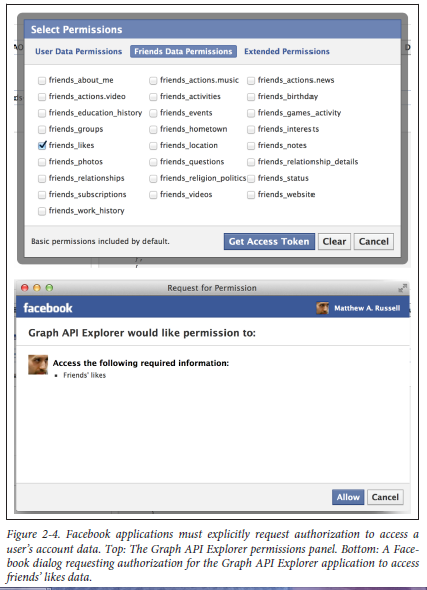 Select Permissions
User Data Permissions Friends Data Permissions Extended Permissions
friends_about_me friends_actions.music friends_actions.news
friends_actions.video friends_activities friends_birthday
friends_education_history friends_events friends_games_activity
friends_groups friends_hometown friends_interests
friends_likes friends_location friends_notes
friends_photos friends_questions friends_relationship_details
friends_relationships friends_religion_politics friends_status
friends_subscriptions friends_videos friends_website
friends_work_history
Basic permissions included by default. Get Access Token Clear Cancel
Request for Permission
facebook Matthew A. Russell
Graph API Explorer would like permission to:
Access the following required information:
• Friends' likes
Allow Cancel
Figure 2-4. Facebook applications must explicitly request authorization to access a
user's account data. Top: The Graph API Explorer permissions panel. Bottom: A Face-
book dialog requesting authorization for the Graph API Explorer application to access
friends' likes data.